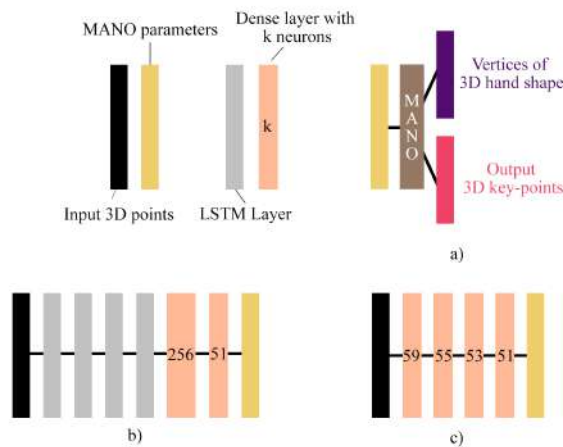 MANO parameters
Dense layer with
k neurons
k
Input 3D points
LSTM Layer
MANO
Vertices of
3D hand shape
Output
3D key-points
a)
256
51
b)
59
55
53
51
c)